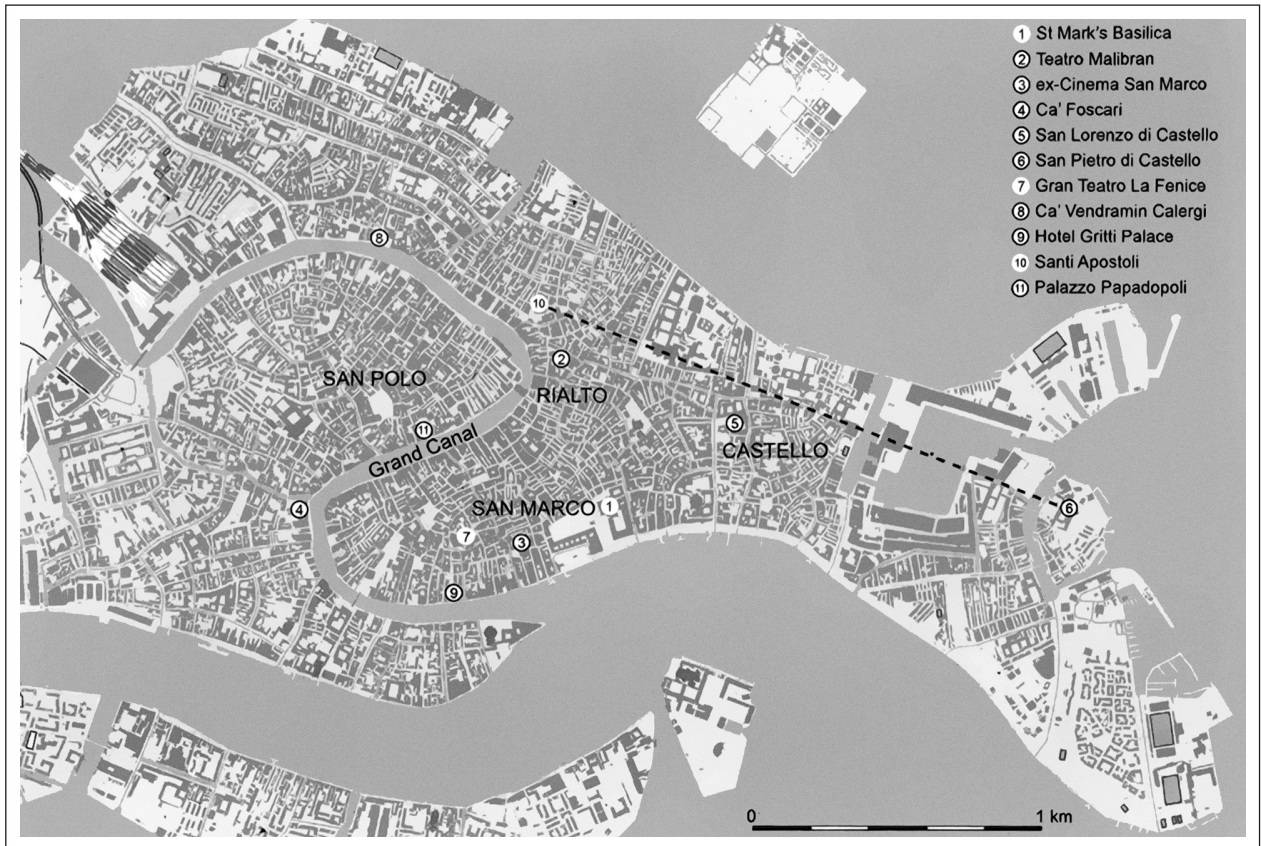 1 St Mark's Basilica
2 Teatro Malibran
3 ex-Cinema San Marco
4 Ca' Foscari
5 San Lorenzo di Castello
6 San Pietro di Castello
7 Gran Teatro La Fenice
8 Ca' Vendramin Calergi
9 Hotel Gritti Palace
10 Santi Apostoli
11 Palazzo Papadopoli
8
10
2
SAN POLO
RIALTO
11
5
Grand Canal
CASTELLO
4
SAN MARCO 1
6
7
3
9
0 1 km